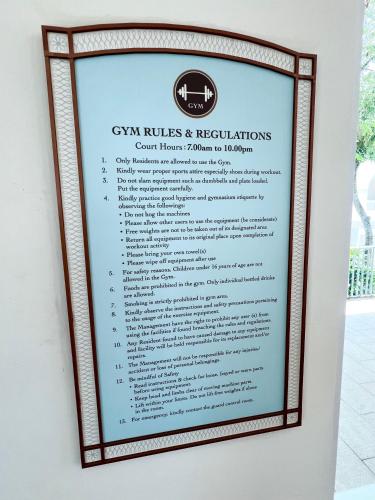 GYM
GYM RULES & REGULATIONS
Court Hours : 7.00am to 10.00pm
1. Only Residents are allowed to use the Gym.
2. Kindly wear proper sports attire especially shoes during workout.
3. Do not slam equipment such as dumbbells and plate loaded.
Put the equipment carefully.
4. Kindly practice good hygiene and gymnasium etiquette by
observing the followings:
• Do not hog the machines
• Please allow other users to use the equipment (be considerate)
• Free weights are not to be taken out of its designated area
• Return all equipment to its original place upon completion of
workout activity
• Please bring your own towel(s)
• Please wipe off equipment after use
5. For safety reasons, Children under 16 years of age are not
allowed in the Gym.
6. Foods are prohibited in the gym. Only individual bottled drinks
are allowed.
7. Smoking is strictly prohibited in gym area.
8. Kindly observe the instructions and safety precautions pertaining
to the usage of the exercise equipment.
9. The Management have the right to prohibit any user (s) from
using the facilities if found breaching the rules and regulations.
10. Any Resident found to have caused damage to any equipment
and facility will be held responsible for its replacement and/or
repairs.
11. The Management will not be responsible for any injuries/
accident or loss of personal belongings.
12. Be mindful of Safety
• Read instructions & check for loose, frayed or worn parts
before using equipment.
• Keep head and limbs clear of moving machine parts.
• Lift within your limits. Do not lift free weights if alone
in the room.
13. For emergency, kindly contact the guard control room.